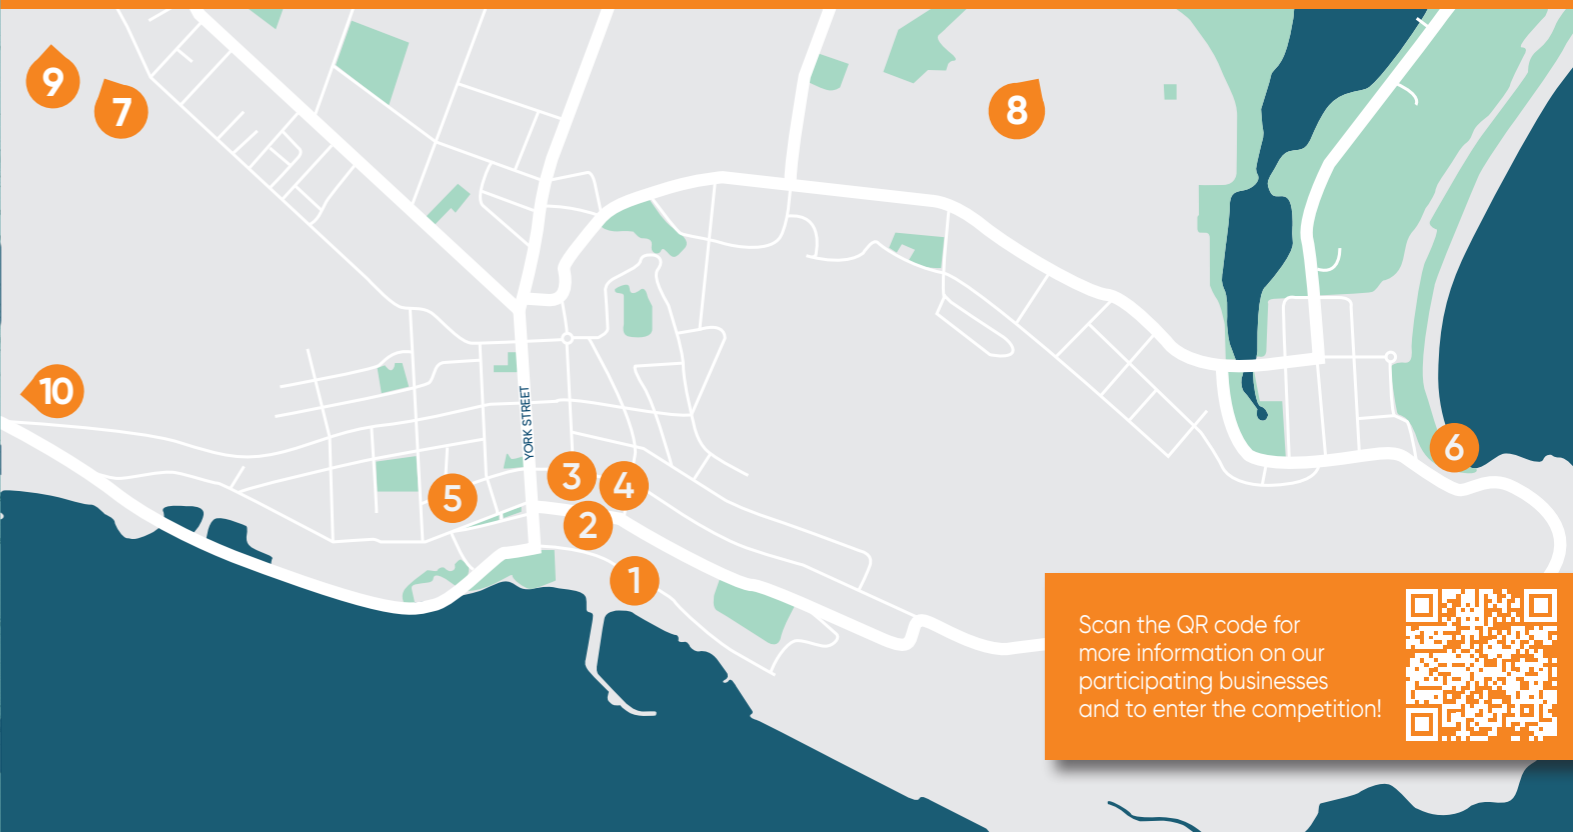 9
7
8
10
YORK STREET
6
3
4
5
2
1
Scan the QR code for
more information on our
participating businesses
and to enter the competition!